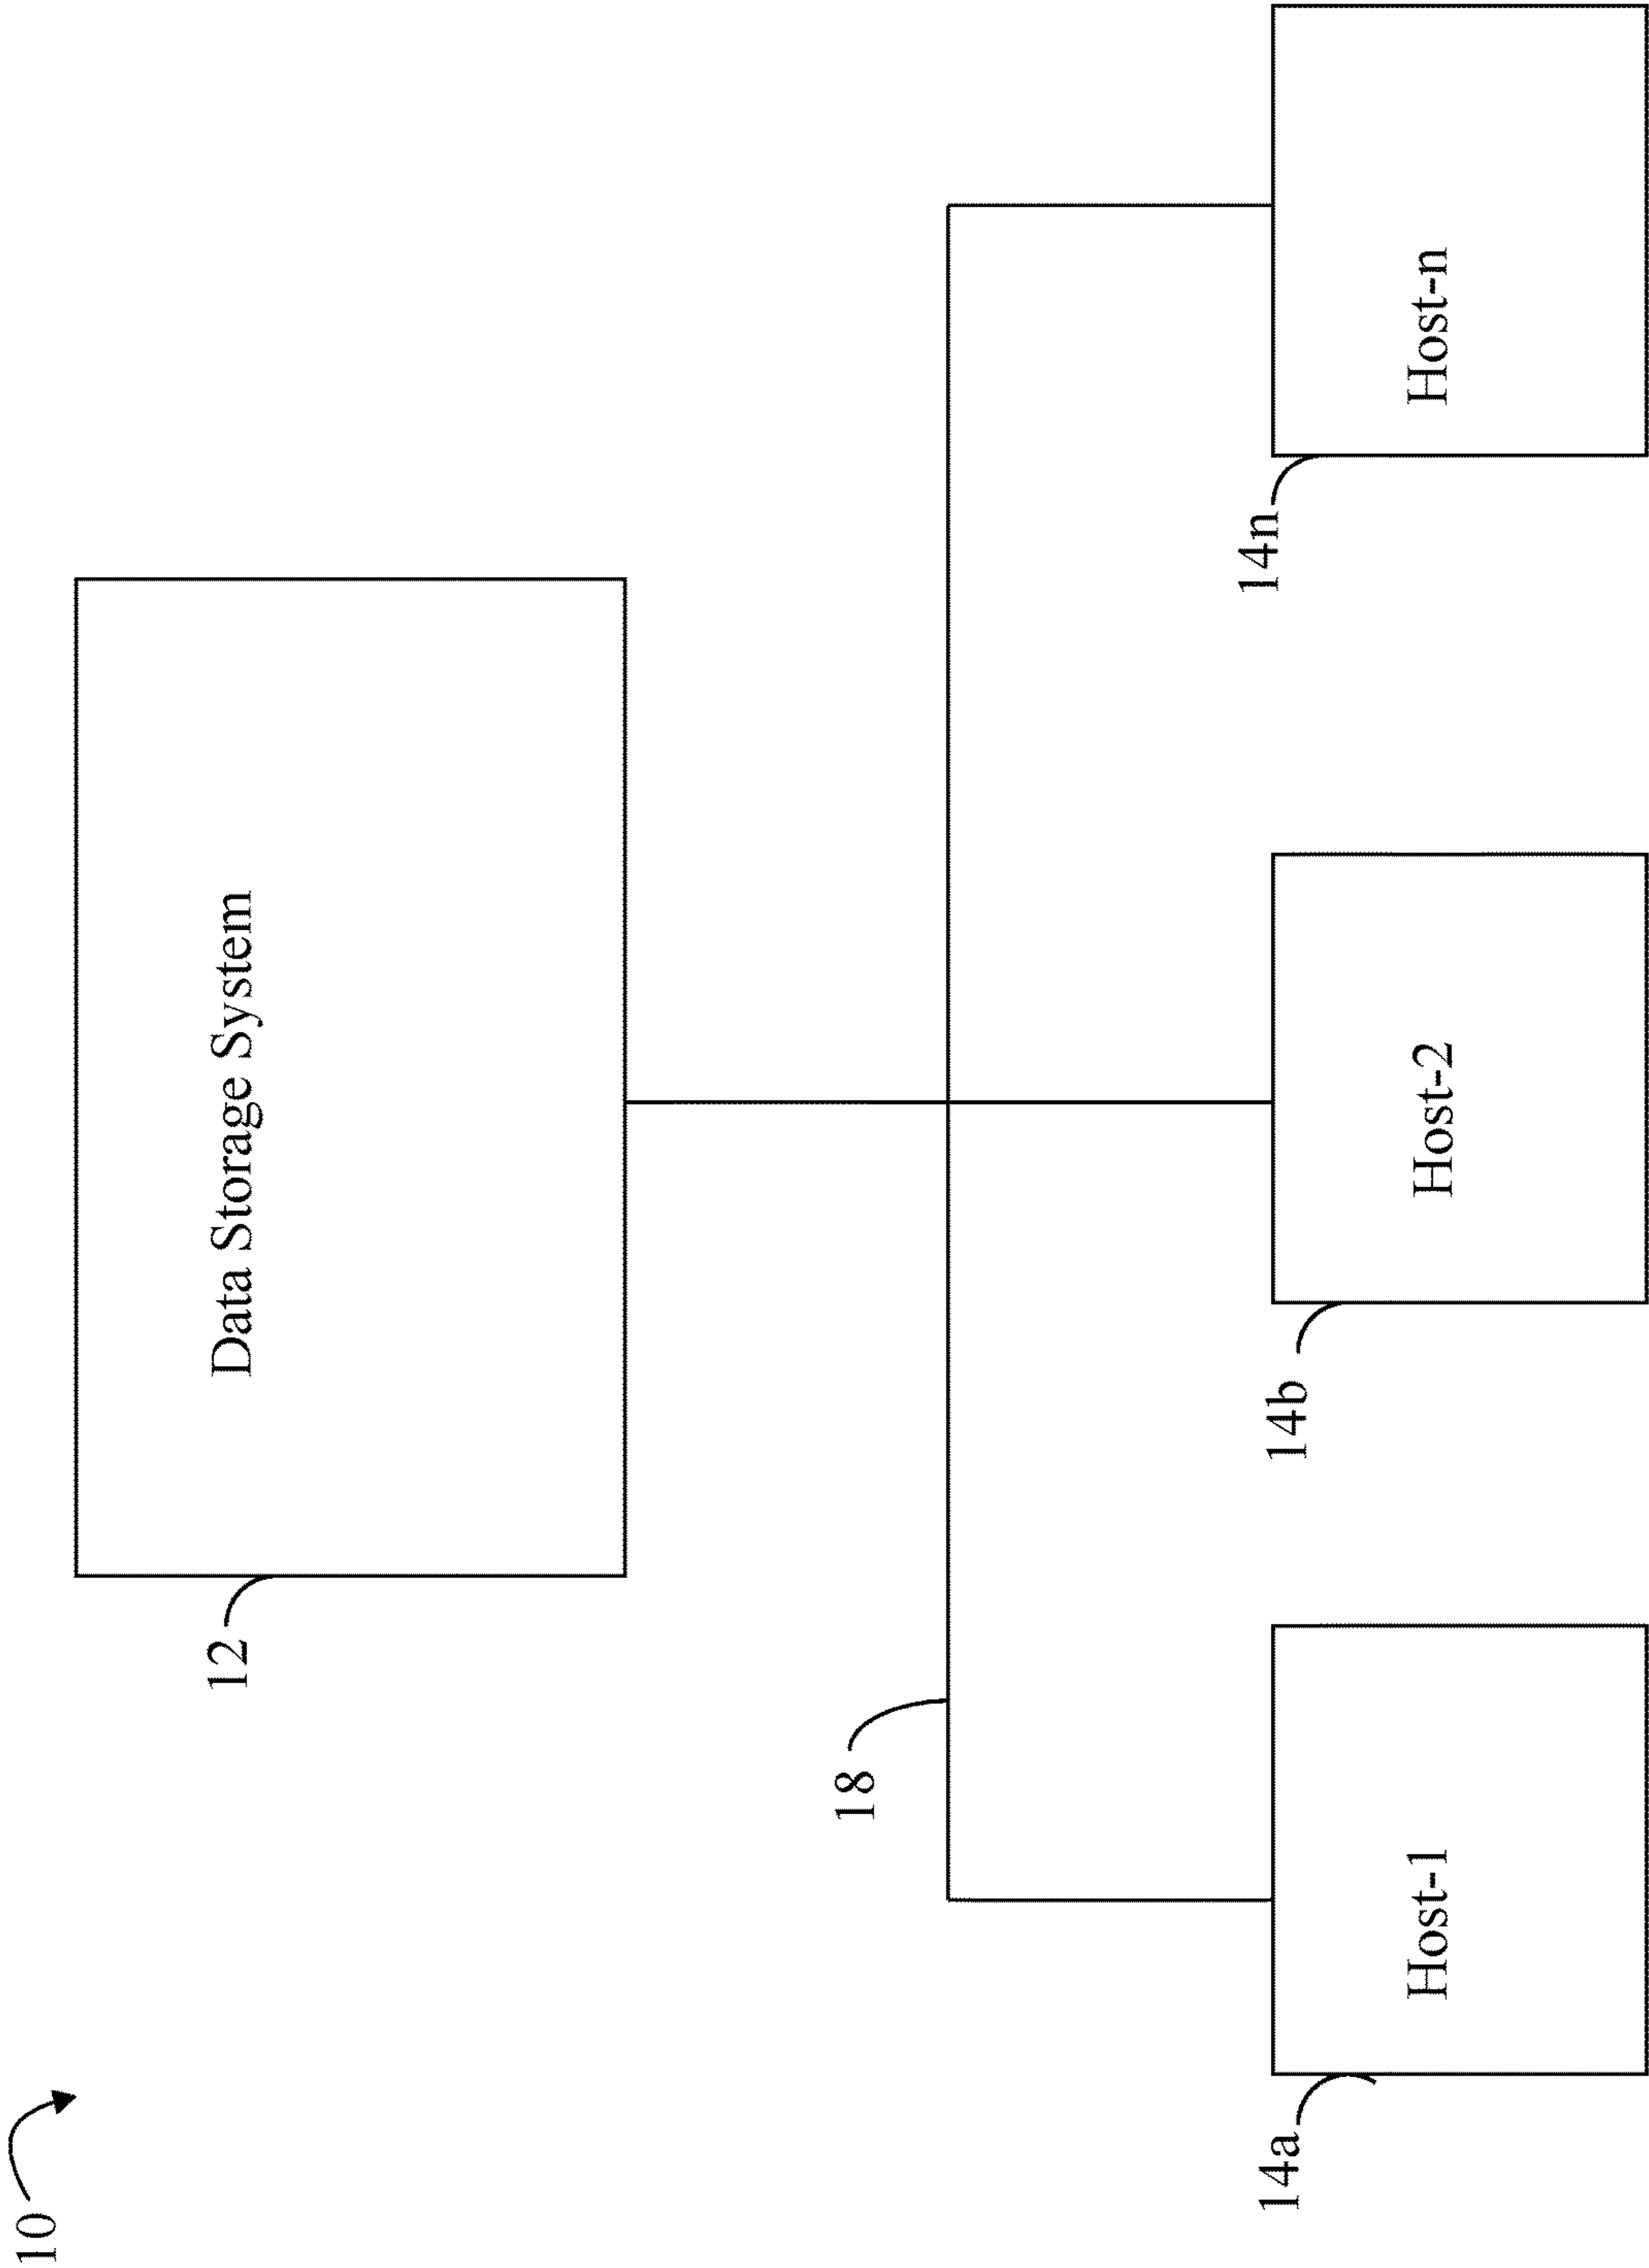 10
12
Data Storage System
18
14a
Host-1
14b
Host-2
14n
Host-n